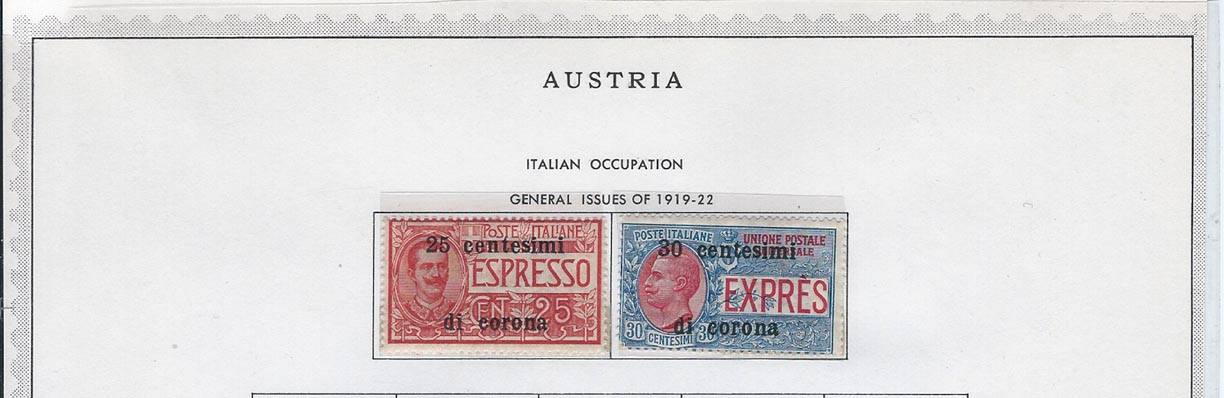 AUSTRIA
ITALIAN OCCUPATION
GENERAL ISSUES OF 1919-22
POSTE ITALIANE
25 centesimi
ESPRESSO
CEN. 25
di corona
POSTE ITALIANE
UNIONE POSTALE
30 centesimi
EXPRÈS
di corona
30
CENTESIMI
30